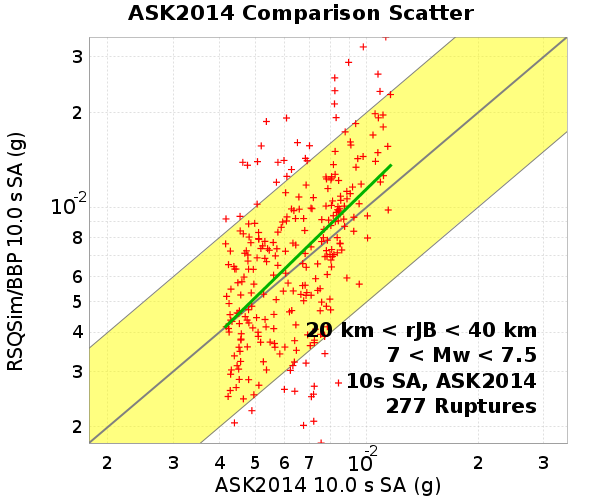 ASK2014 Comparison Scatter
RSQSim/BBP 10.0 s SA (g)
3
2
10-2
8
6
5
4
3
2
20 km < rJB < 40 km
7 < Mw < 7.5
10s SA, ASK2014
277 Ruptures
2 3 4 5 6 7 10-2 2 3
ASK2014 10.0 s SA (g)